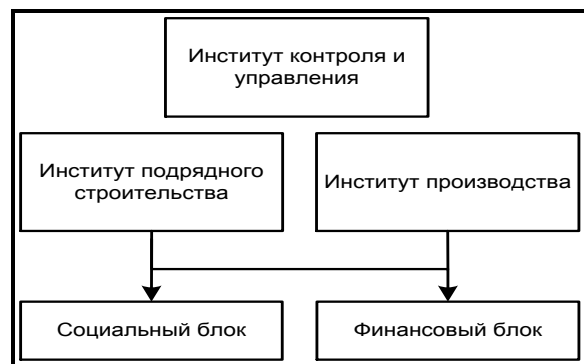 Институт контроля и
управления
Институт подрядного
строительства
Институт производства
Социальный блок
Финансовый блок